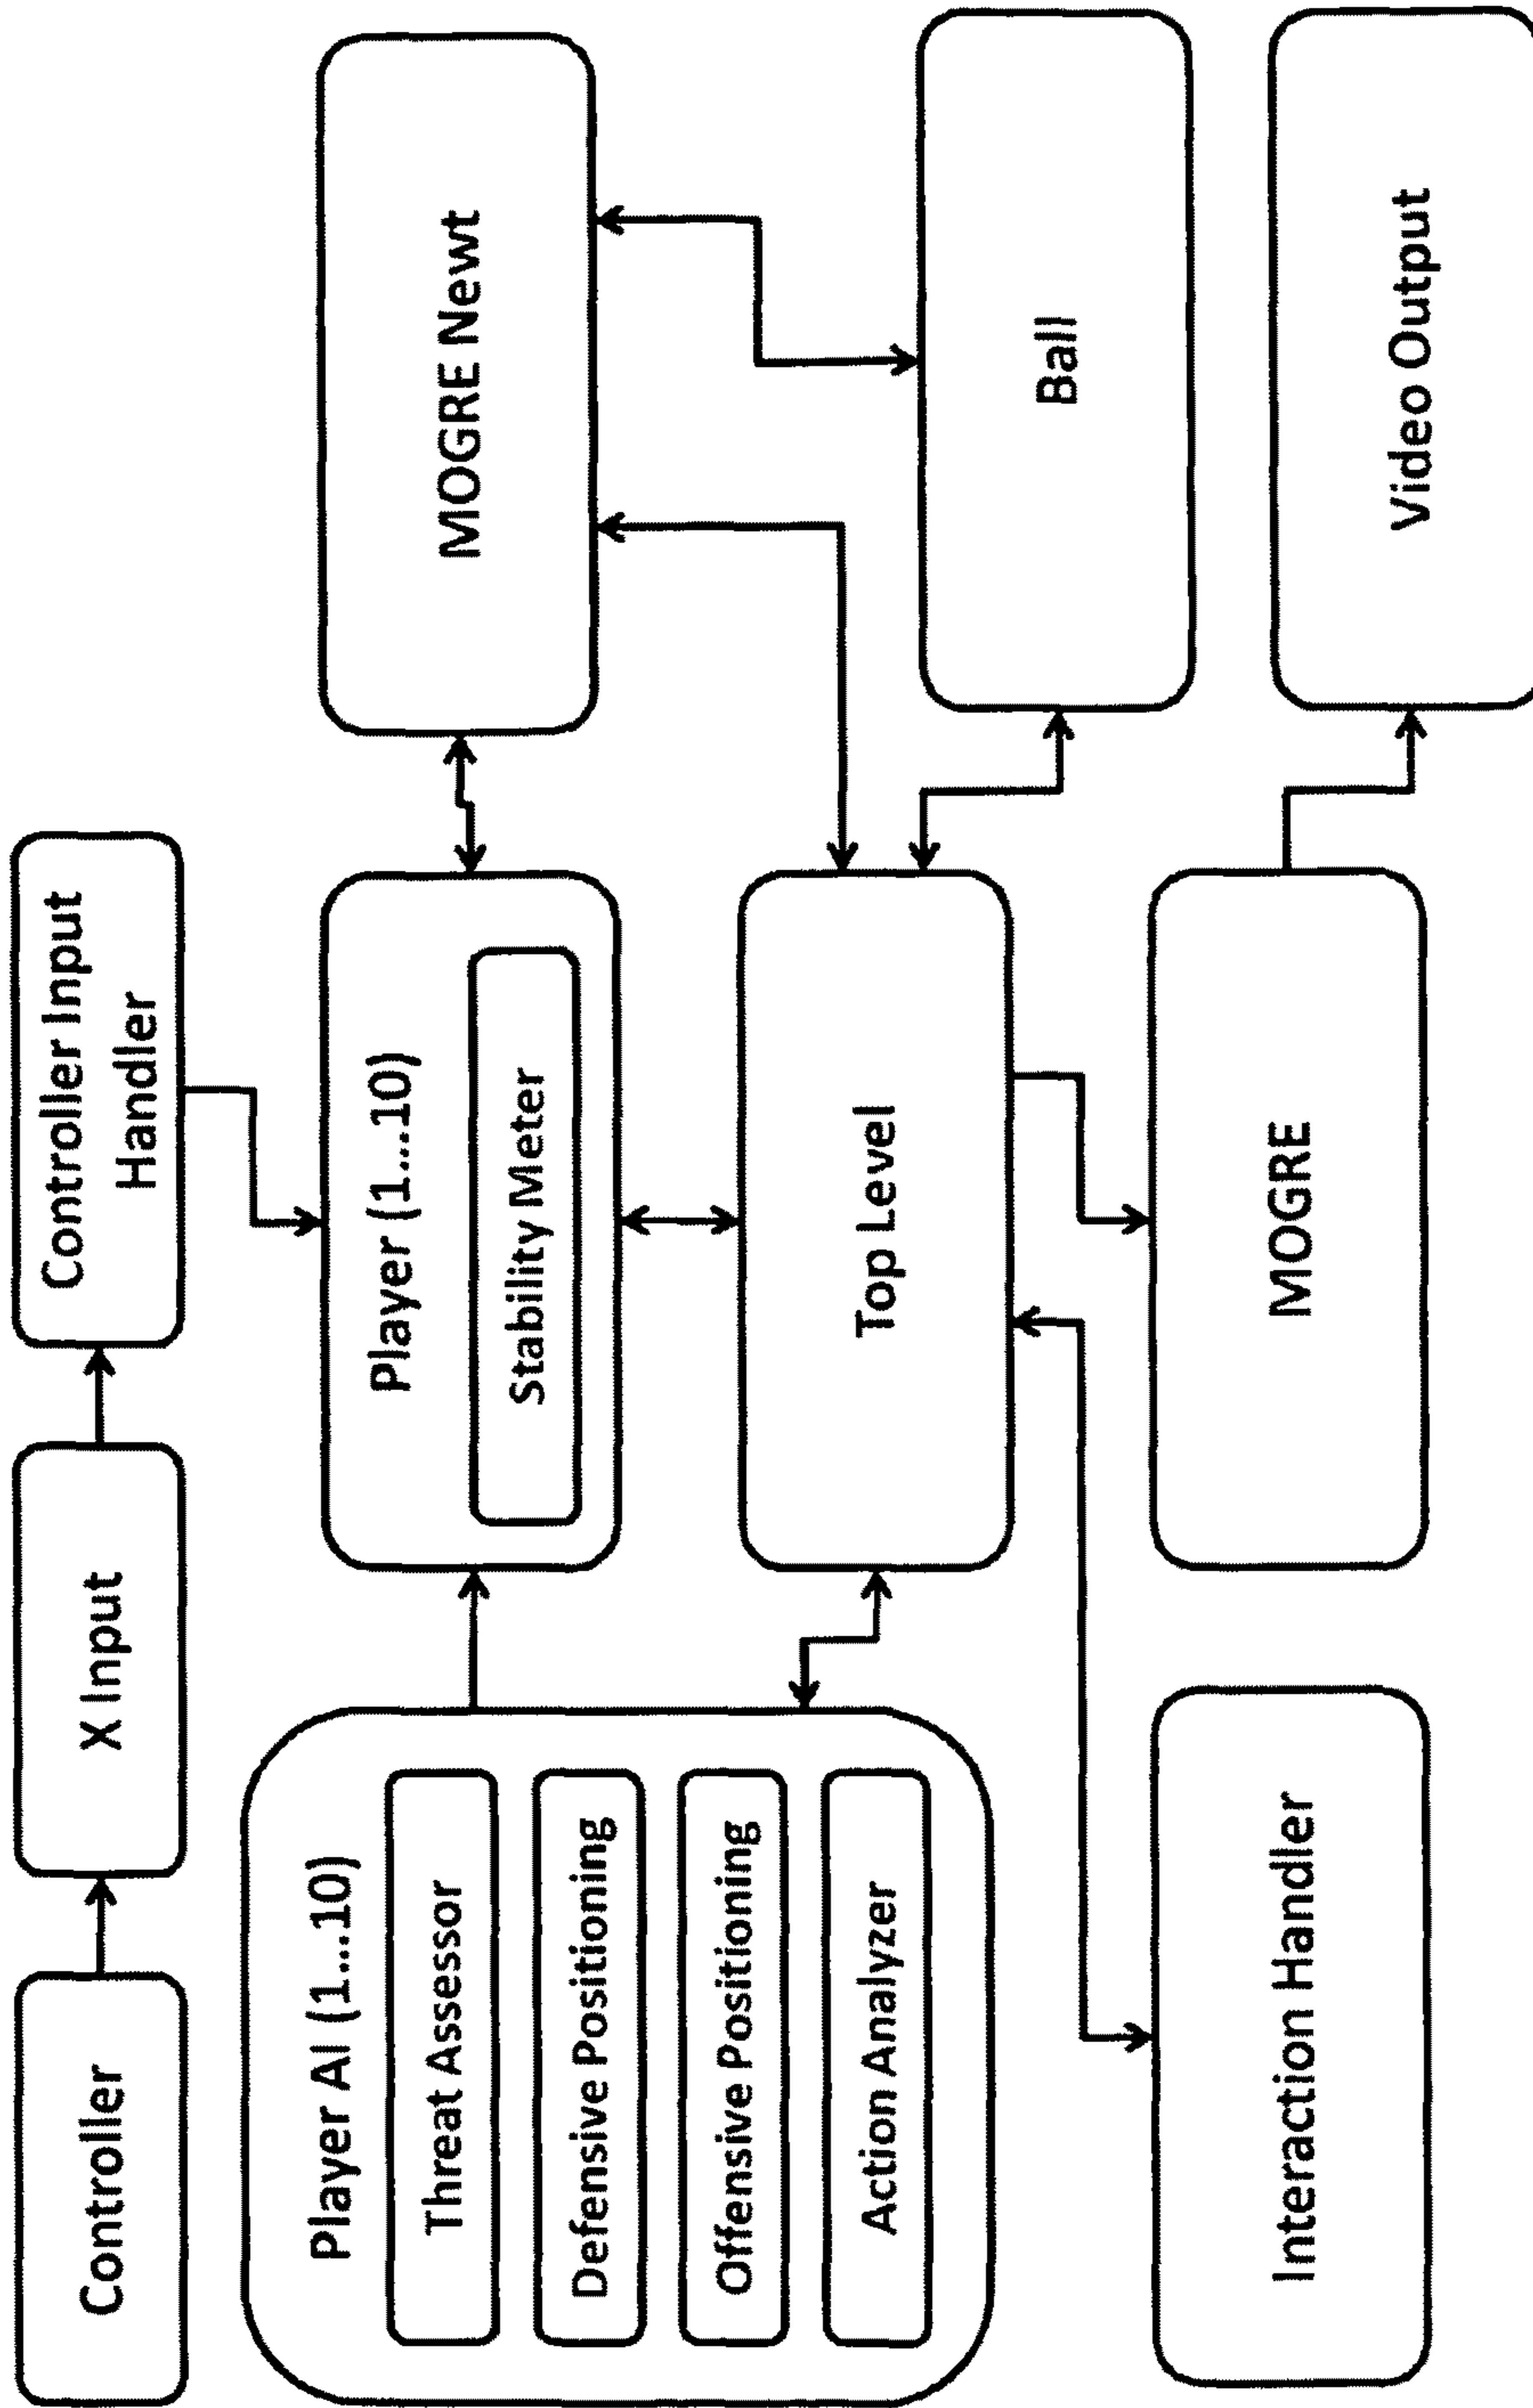 Controller
X Input
Controller Input
Handler
Player AI (1...10)
Threat Assessor
Defensive Positioning
Offensive Positioning
Action Analyzer
Player (1...10)
Stability Meter
MOGRE Newt
Top Level
Ball
Interaction Handler
MOGRE
Video Output